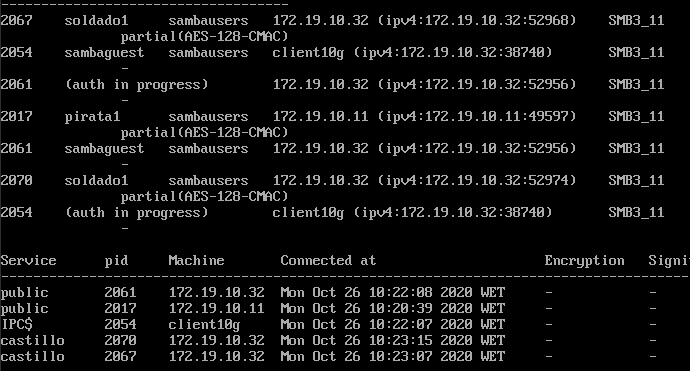 2067 soldado1 sambausers 172.19.10.32 (ipv4:172.19.10.32:52968) SMB3_11
partial(AES-128-CMAC)
2054 sambaguest sambausers client10g (ipv4:172.19.10.32:38740) SMB3_11
-
2061 (auth in progress) 172.19.10.32 (ipv4:172.19.10.32:52956) SMB3_11
-
2017 pirata1 sambausers 172.19.10.11 (ipv4:172.19.10.11:49597) SMB3_11
partial(AES-128-CMAC)
2061 sambaguest sambausers 172.19.10.32 (ipv4:172.19.10.32:52956) SMB3_11
-
2070 soldado1 sambausers 172.19.10.32 (ipv4:172.19.10.32:52974) SMB3_11
partial(AES-128-CMAC)
2054 (auth in progress) client10g (ipv4:172.19.10.32:38740) SMB3_11
-
Service pid Machine Connected at Encryption Signi
public 2061 172.19.10.32 Mon Oct 26 10:22:08 2020 WET - -
public 2017 172.19.10.11 Mon Oct 26 10:20:39 2020 WET - -
IPC$ 2054 client10g Mon Oct 26 10:22:07 2020 WET - -
castillo 2070 172.19.10.32 Mon Oct 26 10:23:15 2020 WET - -
castillo 2067 172.19.10.32 Mon Oct 26 10:23:07 2020 WET - -